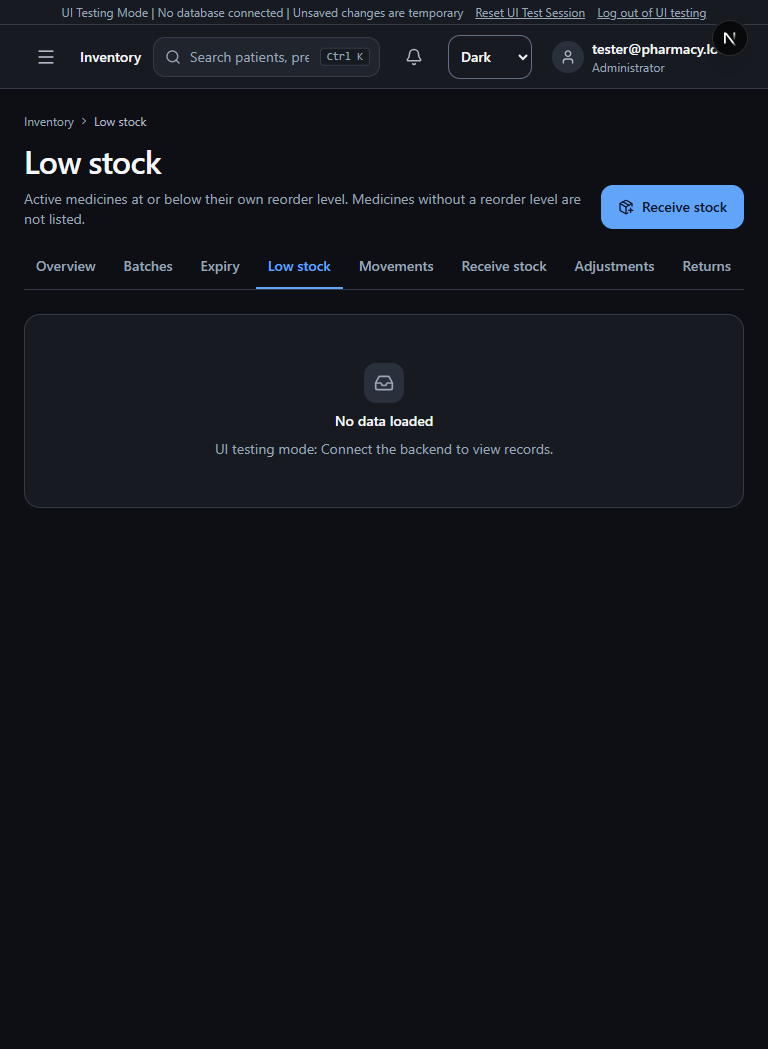 UI Testing Mode | No database connected | Unsaved changes are temporary Reset UI Test Session Log out of UI testing
Inventory
Search patients, pre
Ctrl K
Dark
tester@pharmacy.lo
Administrator
N
Inventory > Low stock
Low stock
Active medicines at or below their own reorder level. Medicines without a reorder level are
not listed.
Receive stock
Overview Batches Expiry Low stock Movements Receive stock Adjustments Returns
No data loaded
UI testing mode: Connect the backend to view records.